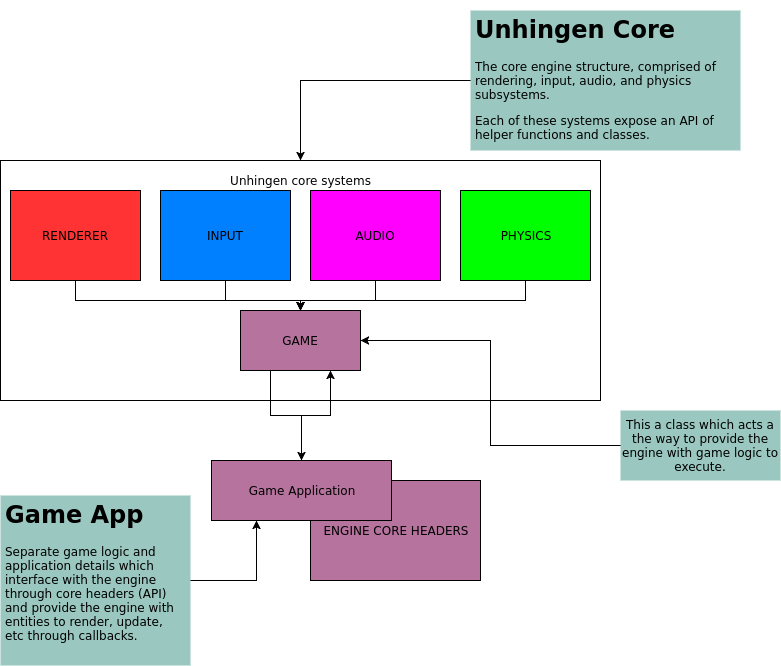 Unhingen Core
The core engine structure, comprised of
rendering, input, audio, and physics
subsystems.
Each of these systems expose an API of
helper functions and classes.
Unhingen core systems
RENDERER
INPUT
AUDIO
PHYSICS
GAME
This a class which acts a
the way to provide the
engine with game logic to
execute.
Game Application
ENGINE CORE HEADERS
Game App
Separate game logic and
application details which
interface with the engine
through core headers (API)
and provide the engine with
entities to render, update,
etc through callbacks.